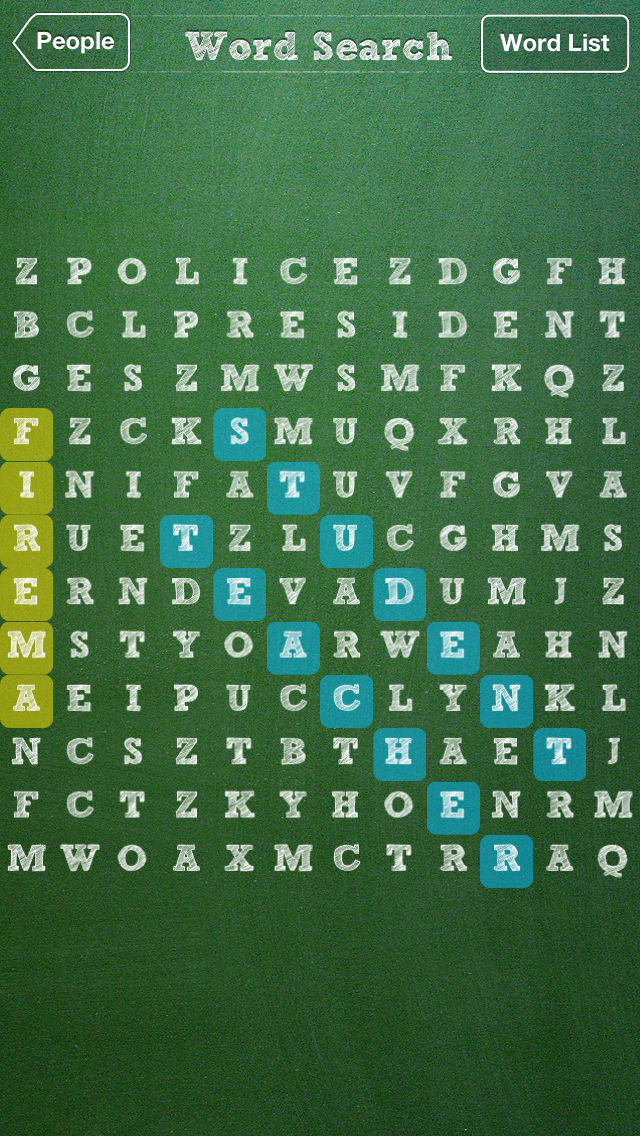 People
Word Search
Word List
Z P O L I C E Z D G F H
B C L P R E S I D E N T
G E S Z M W S M F K Q Z
F Z C K S M U Q X R H L
I N I F A T U V F G V A
R U E T Z L U C G H M S
E R N D E V A D U M J Z
M S T Y O A R W E A H N
A E I P U C C L Y N K L
N C S Z T B T H A E T J
F C T Z K Y H O E N R M
M W O A X M C T R R A Q